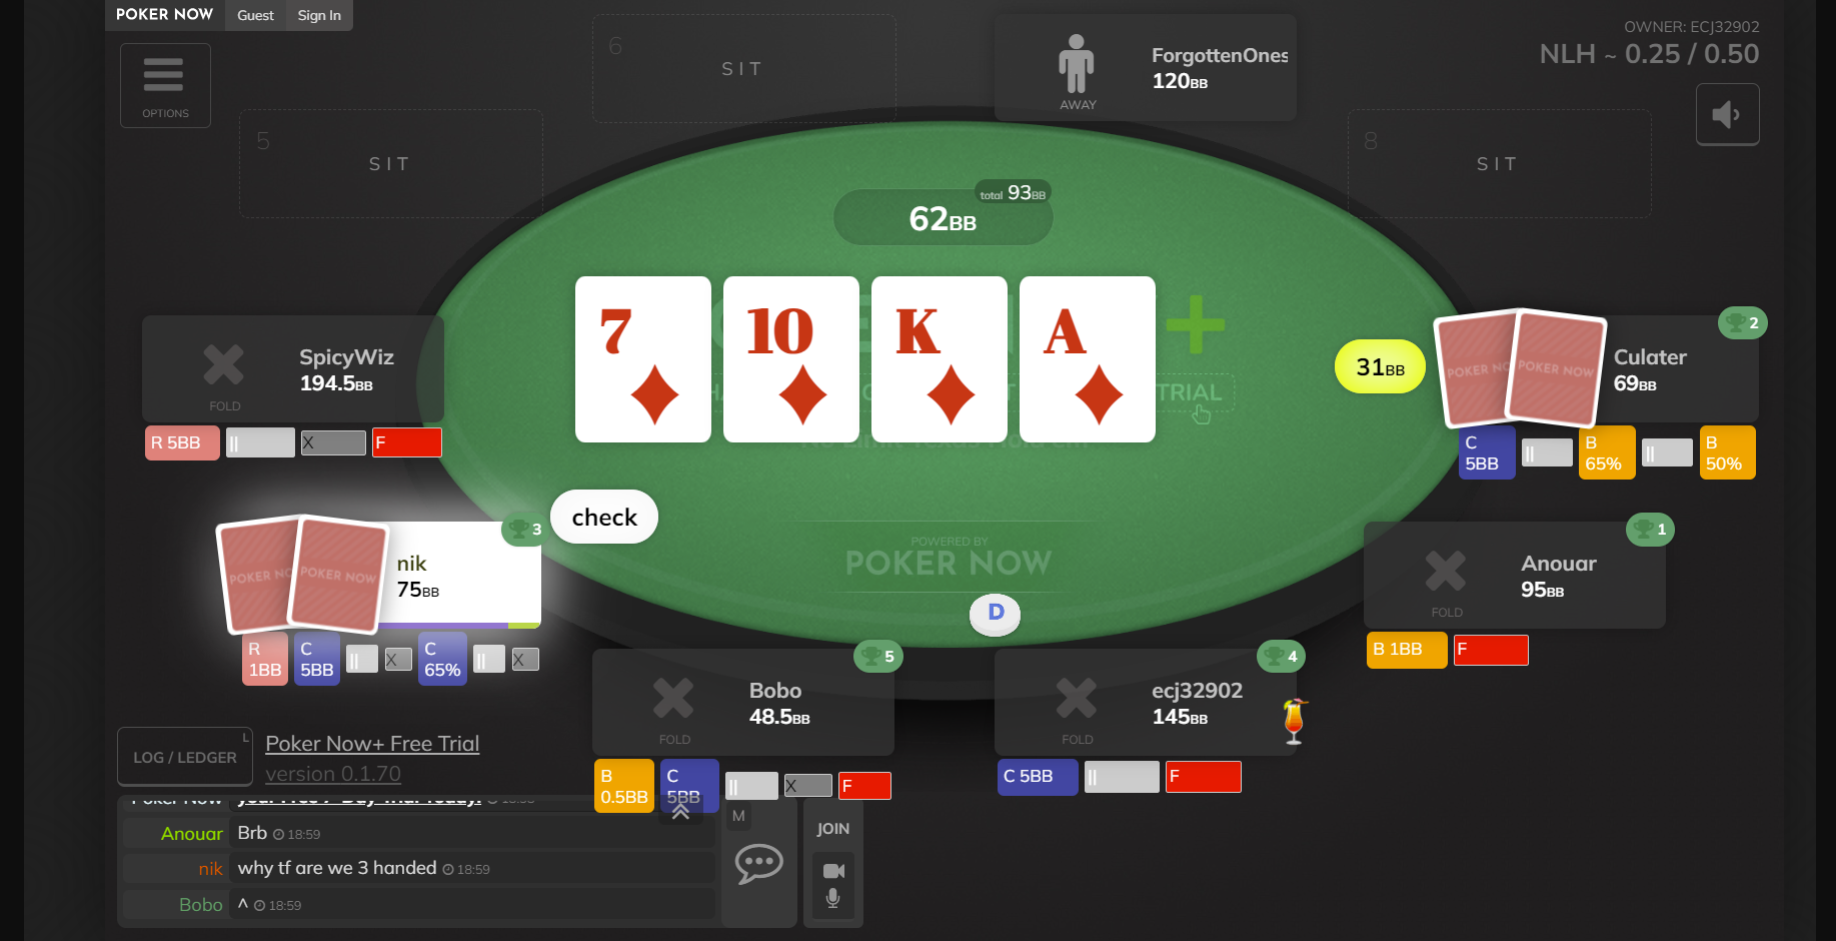 POKER NOW Guest Sign In
OWNER: ECJ32902
NLH ~ 0.25 / 0.50
OPTIONS
6
SIT
ForgottenOnes
120BB
AWAY
5
SIT
8
SIT
total 93BB
62BB
7
10
K
A
TRIAL
SpicyWiz
194.5BB
FOLD
R 5BB || X F
31BB
2
Culater
69BB
POKER NOW
C 5BB || B 65% || B 50%
check
3
nik
75BB
POKER NOW
R 1BB C 5BB || X C 65% || X
POWERED BY
POKER NOW
D
1
Anouar
95BB
FOLD
B 1BB F
5
Bobo
48.5BB
FOLD
B 0.5BB C 5BB || X F
4
ecj32902
145BB
FOLD
C 5BB || F
LOG / LEDGER L
Poker Now+ Free Trial
version 0.1.70
Anouar Brb 18:59
nik why tf are we 3 handed 18:59
Bobo ^ 18:59
M
JOIN